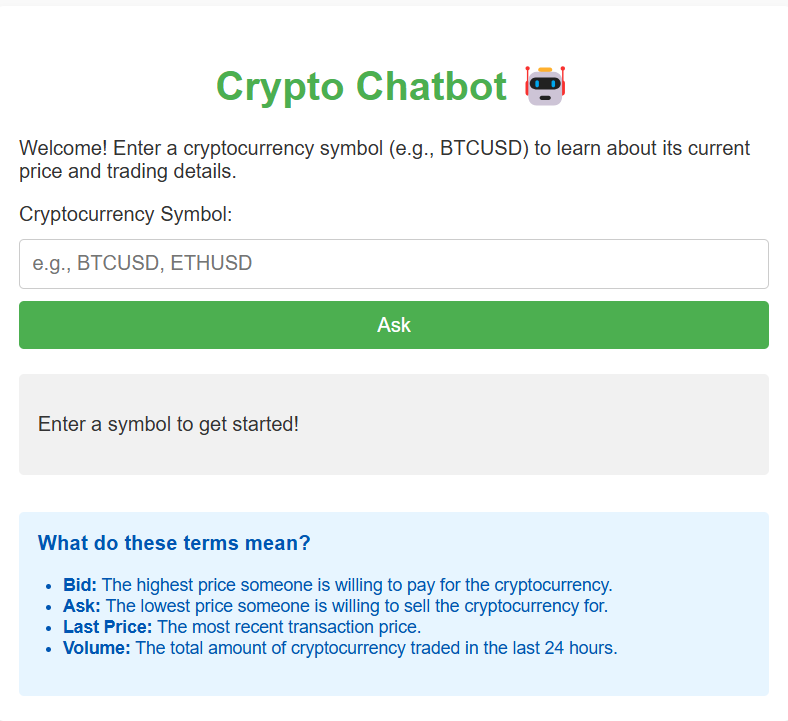 Crypto Chatbot
Welcome! Enter a cryptocurrency symbol (e.g., BTCUSD) to learn about its current
price and trading details.
Cryptocurrency Symbol:
e.g., BTCUSD, ETHUSD
Ask
Enter a symbol to get started!
What do these terms mean?
• Bid: The highest price someone is willing to pay for the cryptocurrency.
• Ask: The lowest price someone is willing to sell the cryptocurrency for.
• Last Price: The most recent transaction price.
• Volume: The total amount of cryptocurrency traded in the last 24 hours.